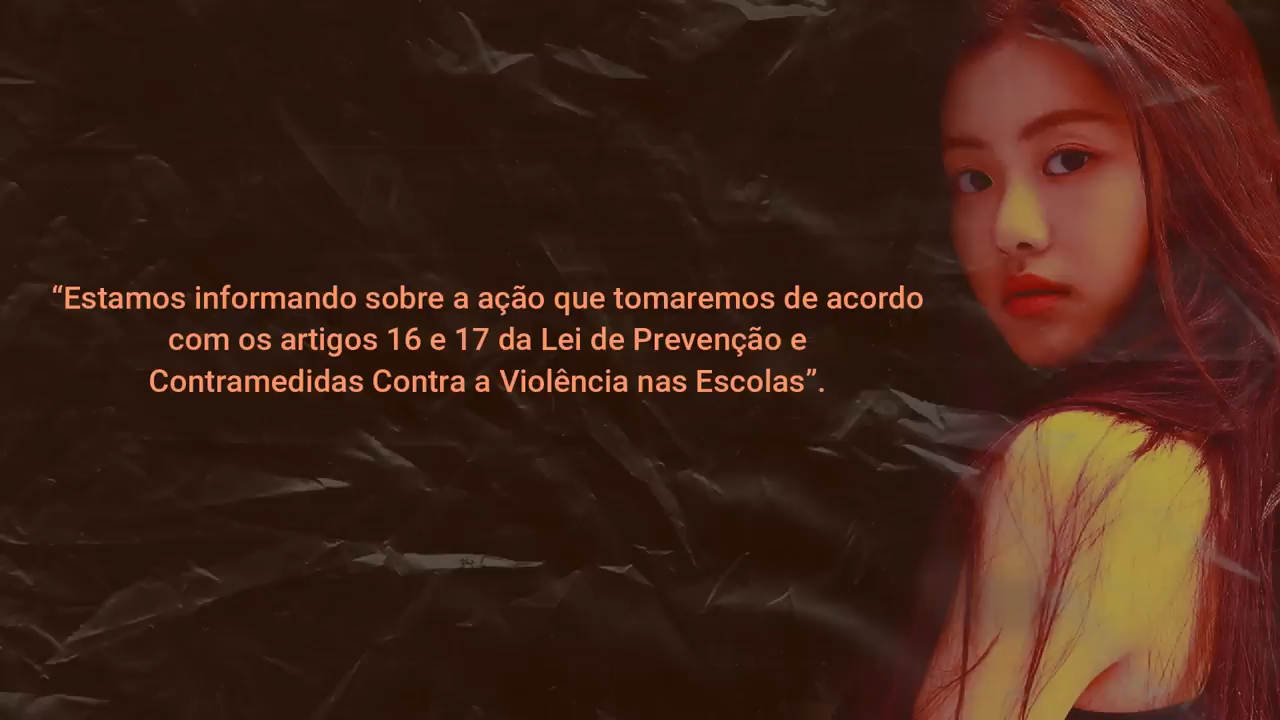 “Estamos informando sobre a ação que tomaremos de acordo
com os artigos 16 e 17 da Lei de Prevenção e
Contramedidas Contra a Violência nas Escolas”.